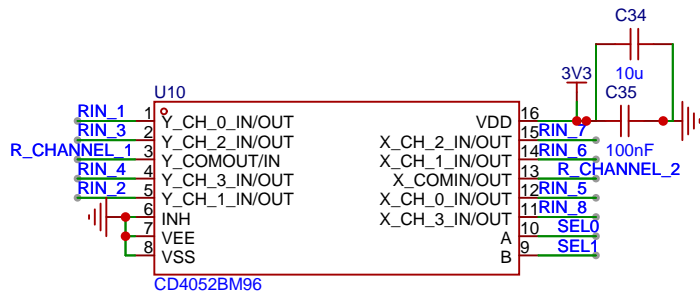 C34
10u
3V3
C35
100nF
U10
RIN_1 1 Y_CH_0_IN/OUT VDD 16
RIN_3 2 Y_CH_2_IN/OUT X_CH_2_IN/OUT 15 RIN_7
R_CHANNEL_1 3 Y_COMOUT/IN X_CH_1_IN/OUT 14 RIN_6
RIN_4 4 Y_CH_3_IN/OUT X_COMIN/OUT 13 R_CHANNEL_2
RIN_2 5 Y_CH_1_IN/OUT X_CH_0_IN/OUT 12 RIN_5
6 INH X_CH_3_IN/OUT 11 RIN_8
7 VEE A 10 SEL0
8 VSS B 9 SEL1
CD4052BM96